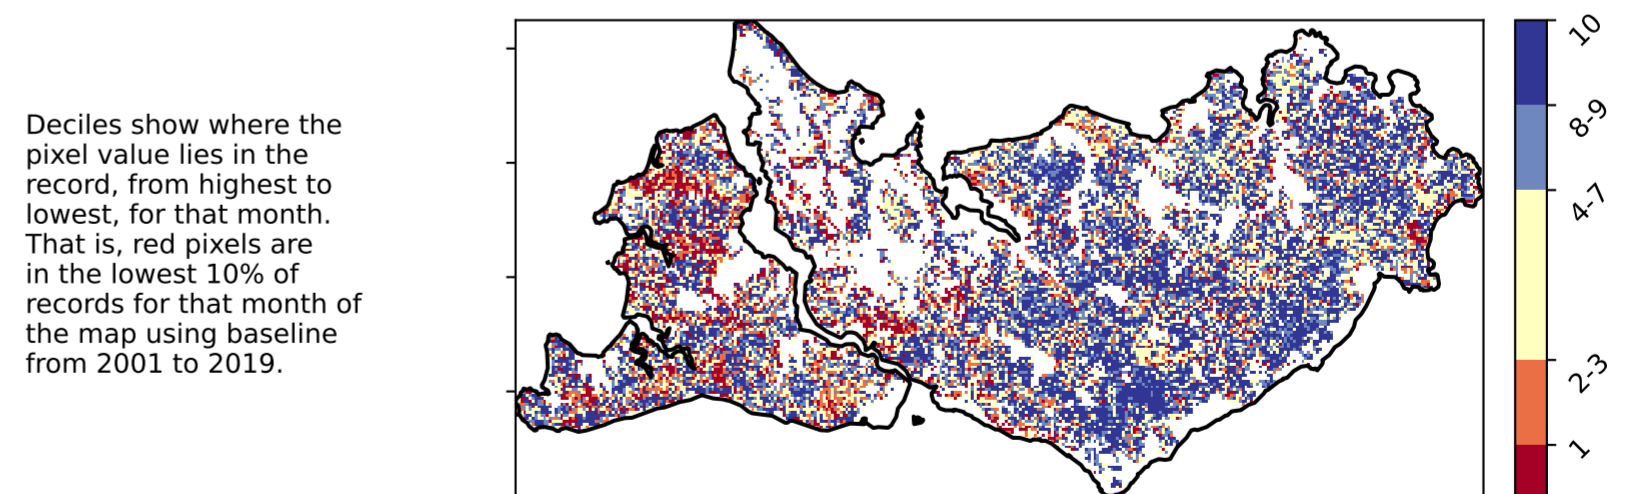 Deciles show where the
pixel value lies in the
record, from highest to
lowest, for that month.
That is, red pixels are
in the lowest 10% of
records for that month of
the map using baseline
from 2001 to 2019.
10
8-9
4-7
2-3
1